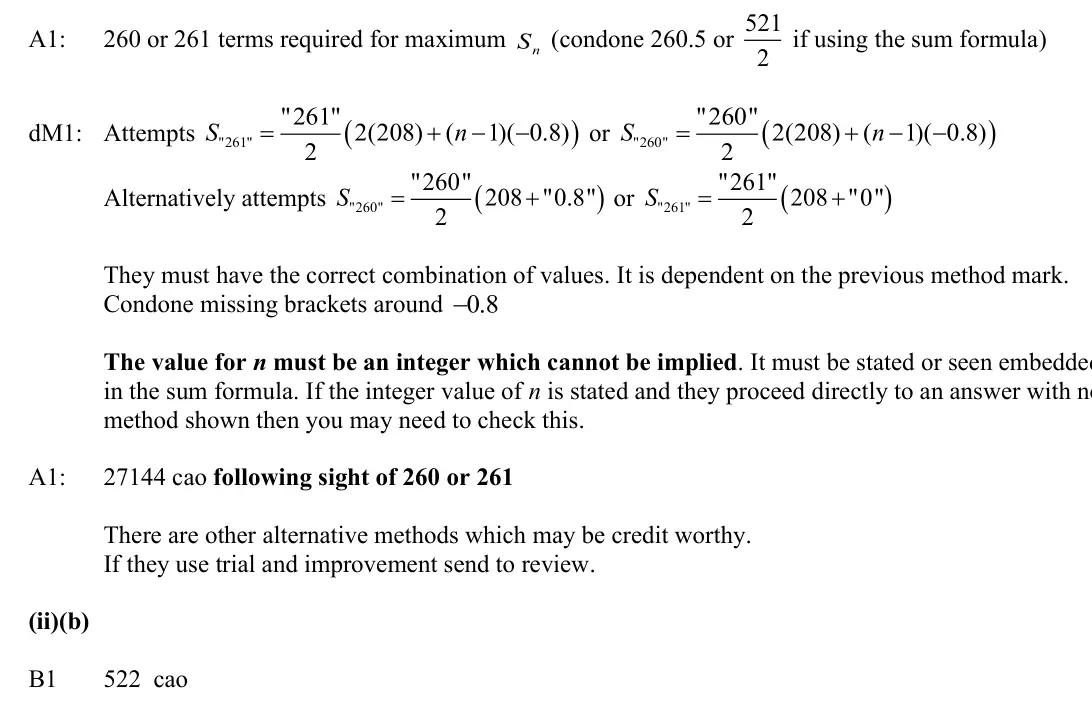 A1: 260 or 261 terms required for maximum Sₙ (condone 260.5 or 521/2 if using the sum formula)
dM1: Attempts S"261" = "261"/2 (2(208)+(n−1)(−0.8)) or S"260" = "260"/2 (2(208)+(n−1)(−0.8))
Alternatively attempts S"260" = "260"/2 (208+"0.8") or S"261" = "261"/2 (208+"0")
They must have the correct combination of values. It is dependent on the previous method mark.
Condone missing brackets around −0.8
The value for n must be an integer which cannot be implied. It must be stated or seen embedde
in the sum formula. If the integer value of n is stated and they proceed directly to an answer with n
method shown then you may need to check this.
A1: 27144 cao following sight of 260 or 261
There are other alternative methods which may be credit worthy.
If they use trial and improvement send to review.
(ii)(b)
B1 522 cao